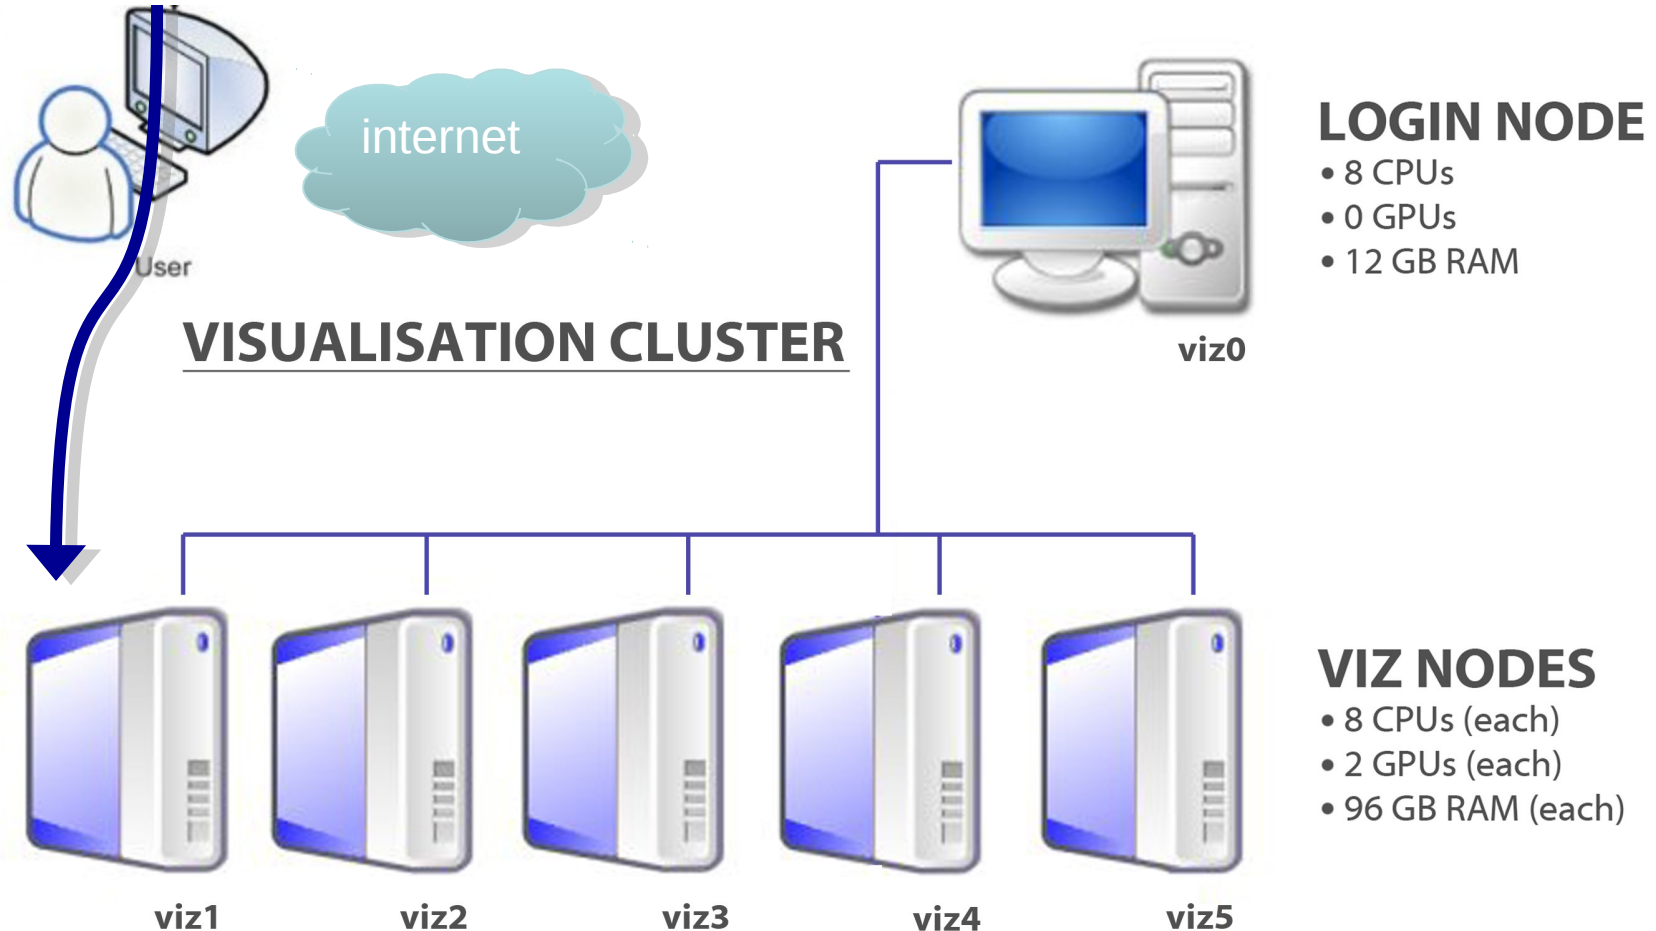 internet
User
LOGIN NODE
• 8 CPUs
• 0 GPUs
• 12 GB RAM
VISUALISATION CLUSTER
viz0
VIZ NODES
• 8 CPUs (each)
• 2 GPUs (each)
• 96 GB RAM (each)
viz1 viz2 viz3 viz4 viz5